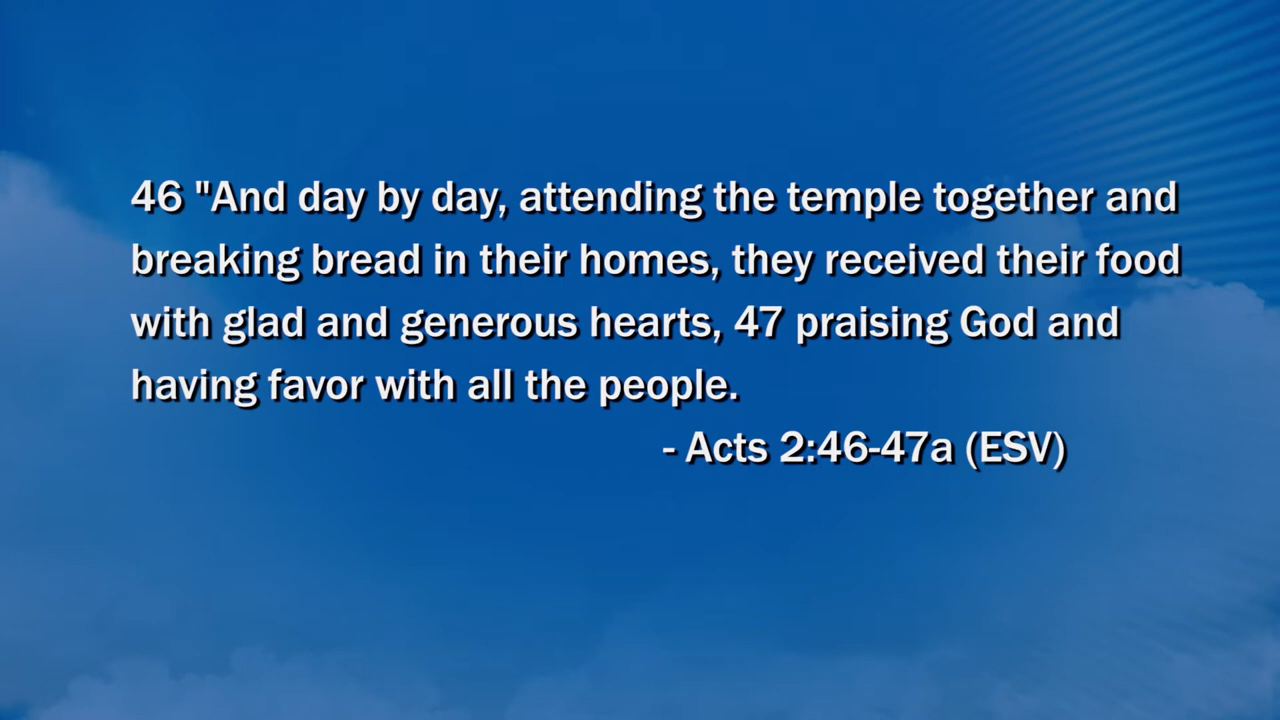 46 "And day by day, attending the temple together and
breaking bread in their homes, they received their food
with glad and generous hearts, 47 praising God and
having favor with all the people.
- Acts 2:46-47a (ESV)